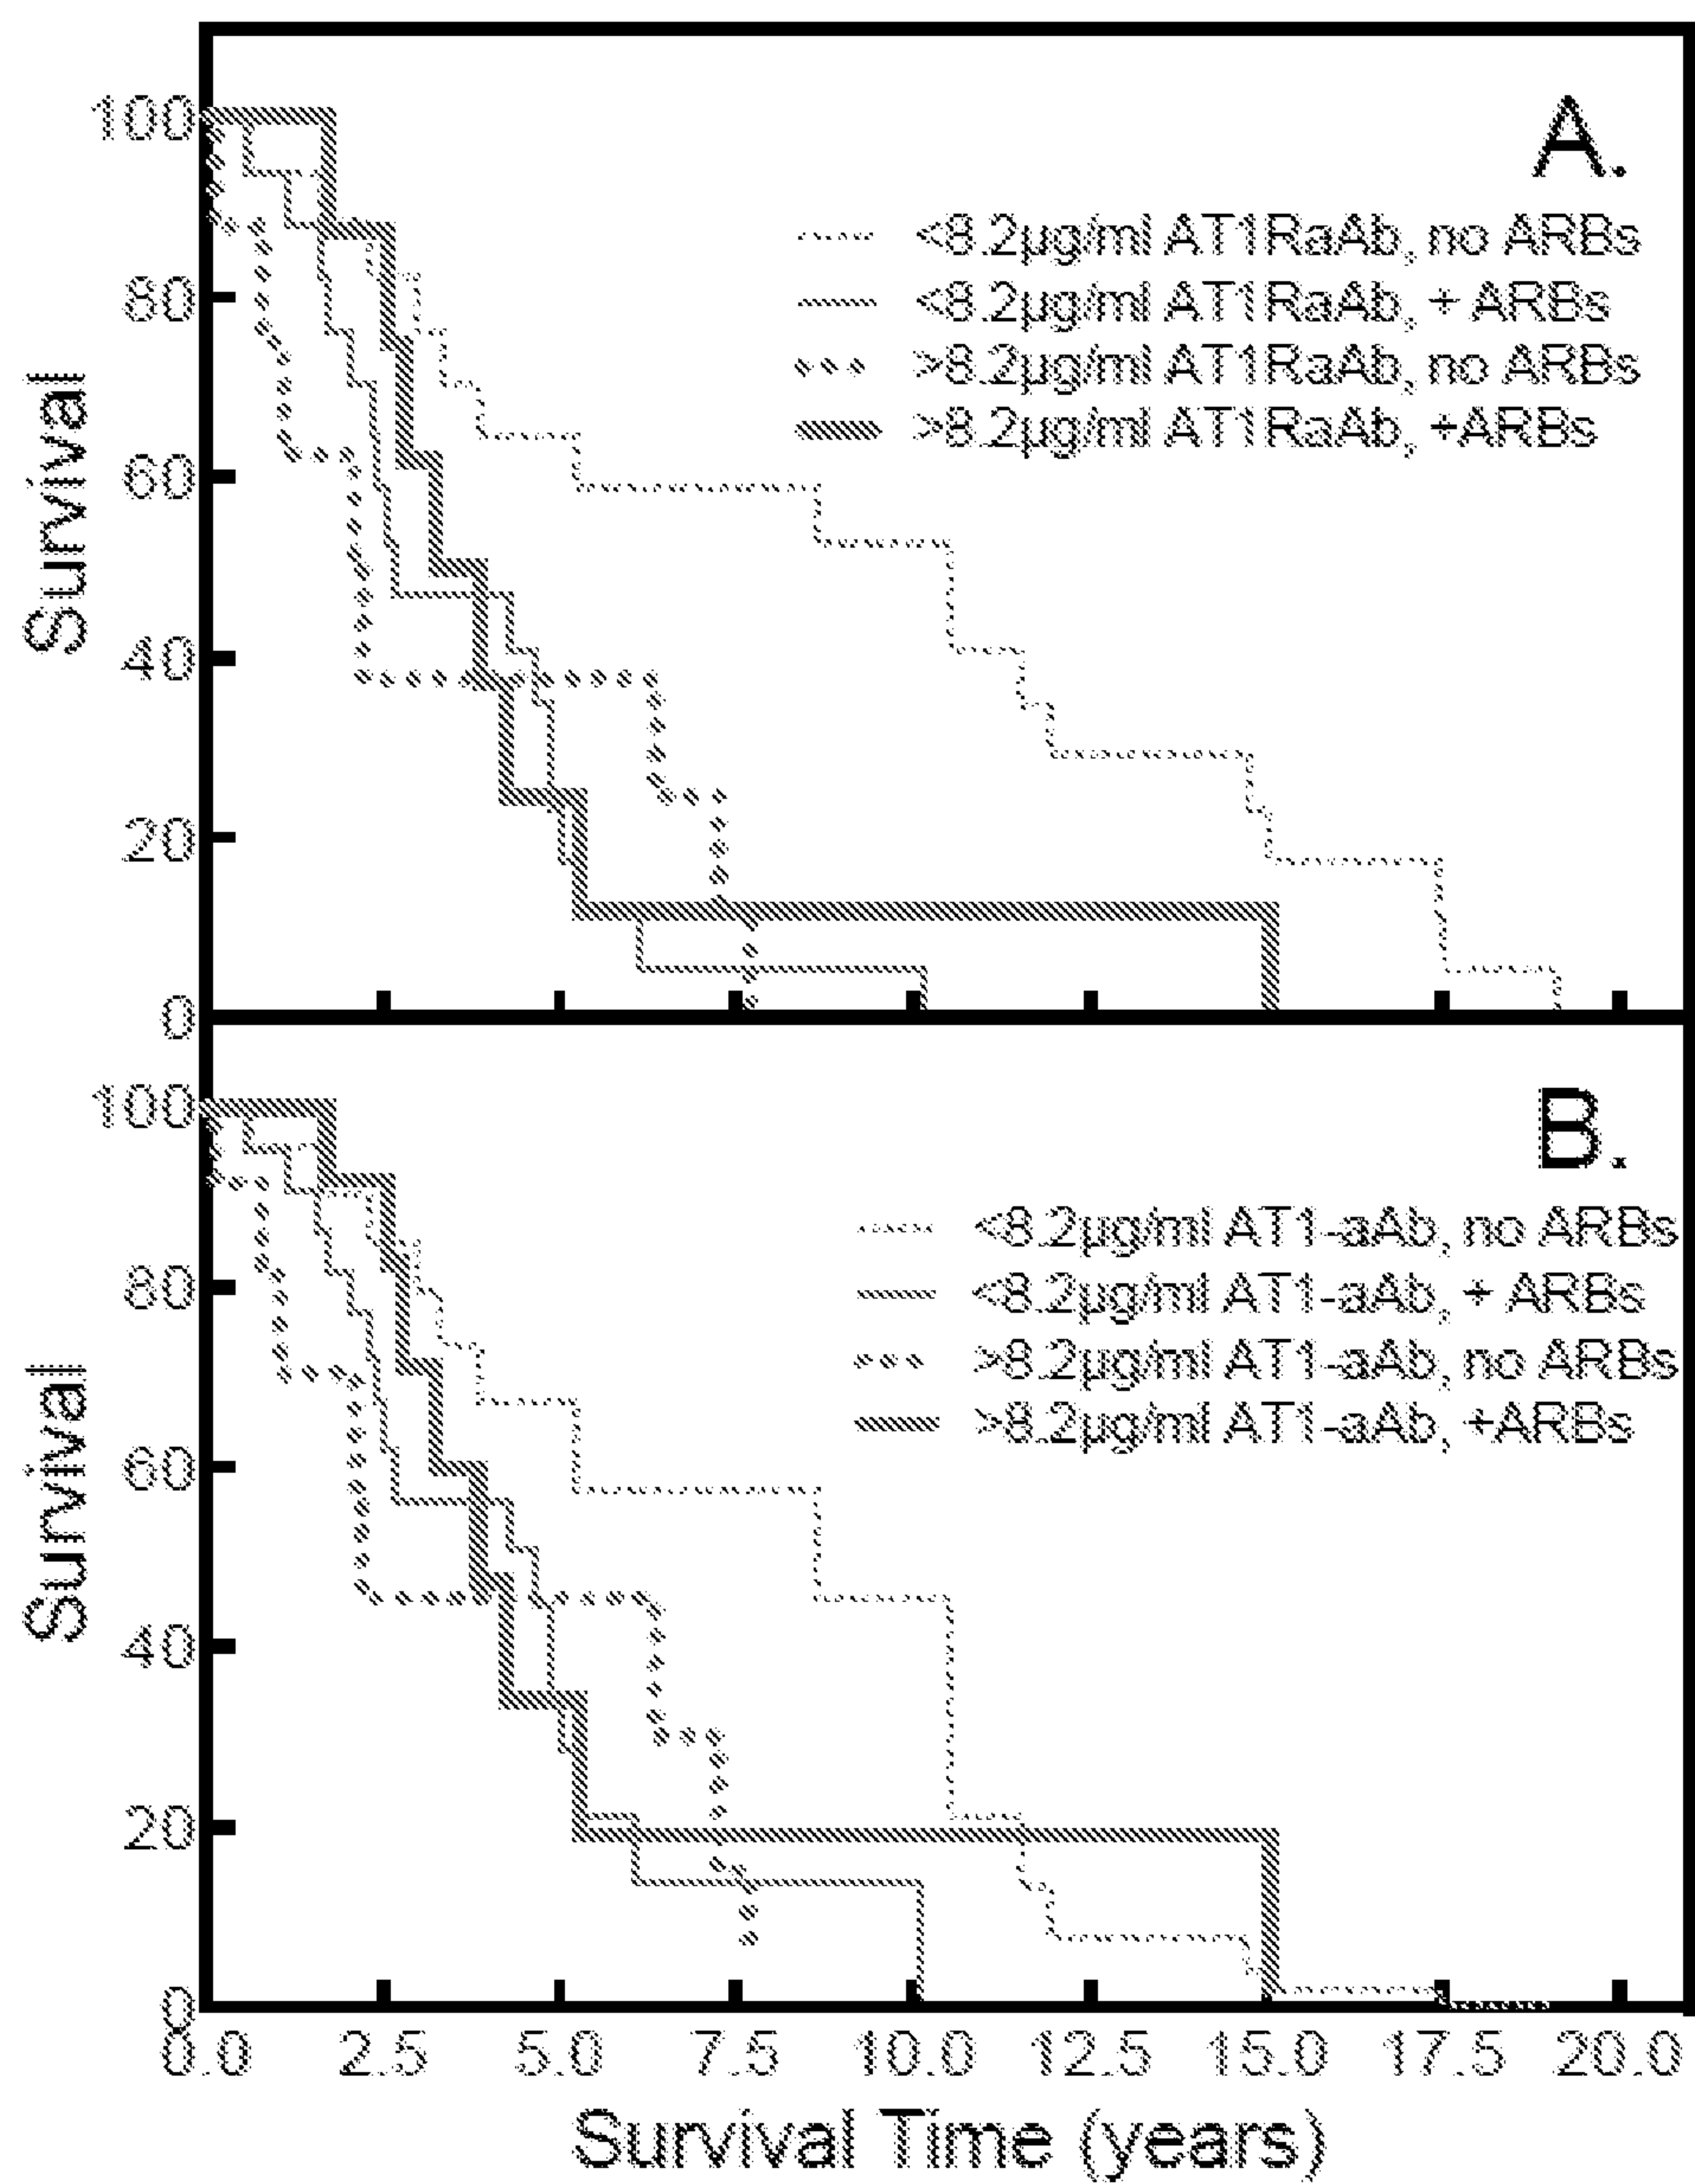 A.
100
80
60
40
20
0
Survival
<8.2µg/ml AT1RaAb, no ARBs
<8.2µg/ml AT1RaAb, + ARBs
>8.2µg/ml AT1RaAb, no ARBs
>8.2µg/ml AT1RaAb, +ARBs
B.
100
80
60
40
20
0
Survival
<8.2µg/ml AT1-aAb, no ARBs
<8.2µg/ml AT1-aAb, + ARBs
>8.2µg/ml AT1-aAb, no ARBs
>8.2µg/ml AT1-aAb, +ARBs
0.0 2.5 5.0 7.5 10.0 12.5 15.0 17.5 20.0
Survival Time (years)